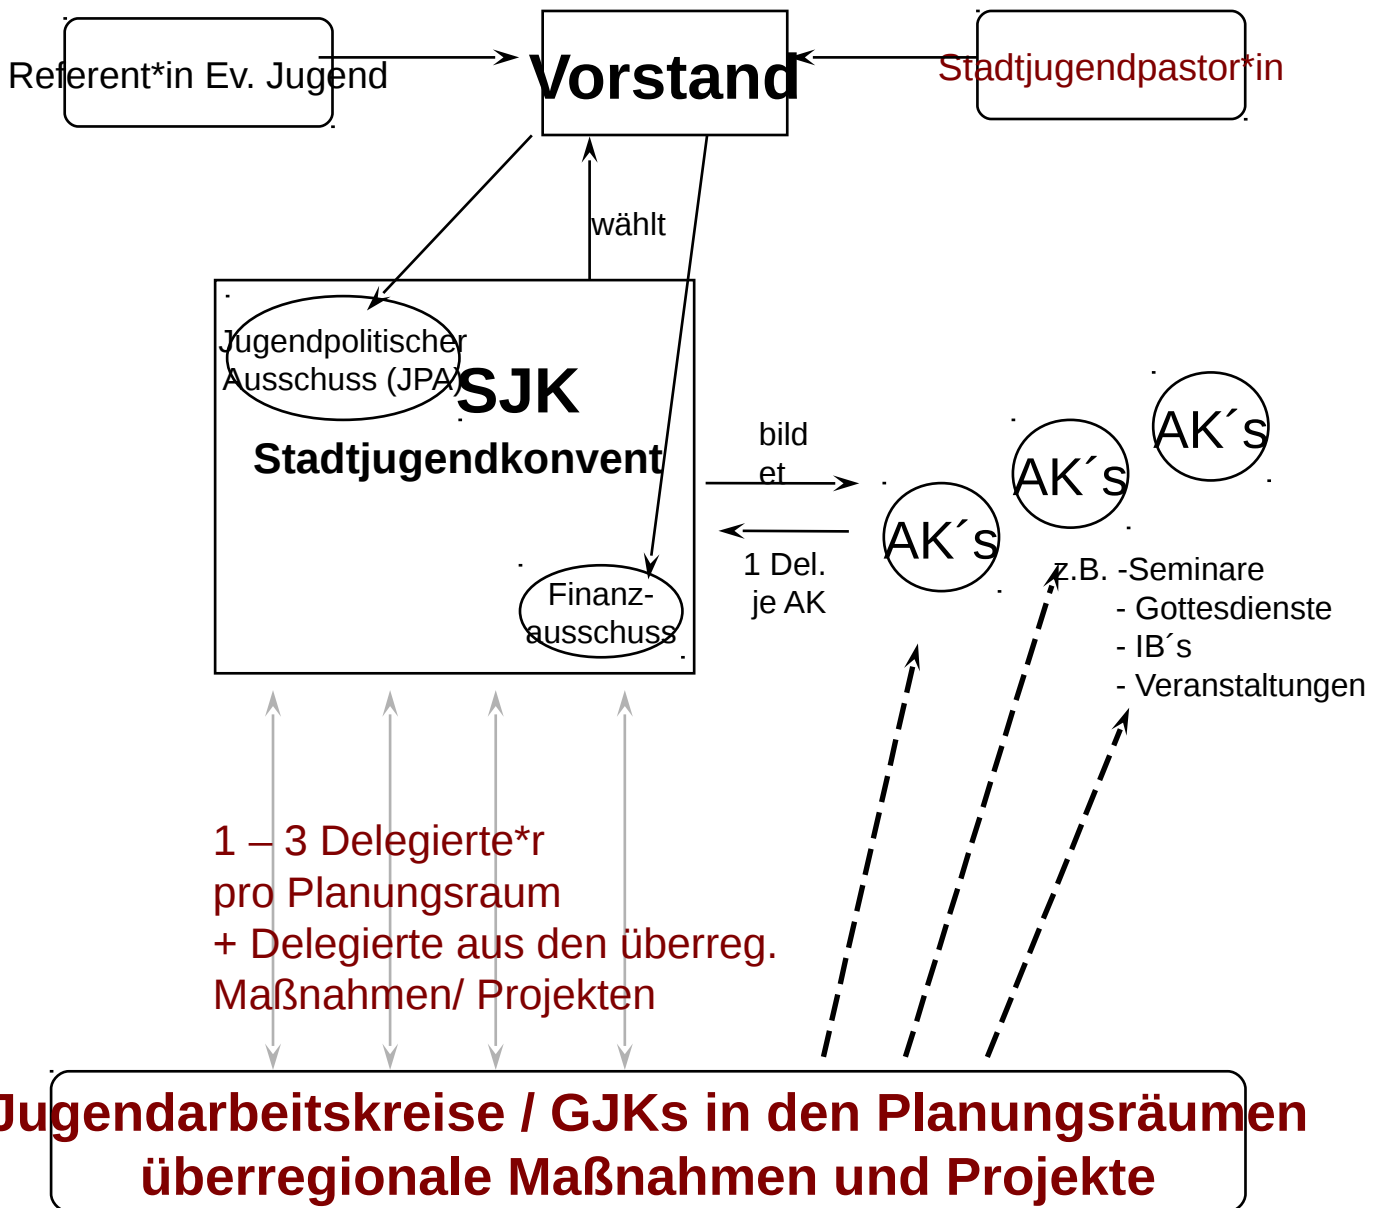 Referent*in Ev. Jugend
Vorstand
Stadtjugendpastor*in
wählt
Jugendpolitischer
Ausschuss (JPA)
SJK
Stadtjugendkonvent
bild
et
1 Del.
je AK
Finanz-
ausschuss
AK´s
AK´s
AK´s
z.B. -Seminare
- Gottesdienste
- IB´s
- Veranstaltungen
1 – 3 Delegierte*r
pro Planungsraum
+ Delegierte aus den überreg.
Maßnahmen/ Projekten
Jugendarbeitskreise / GJKs in den Planungsräumen
überregionale Maßnahmen und Projekte